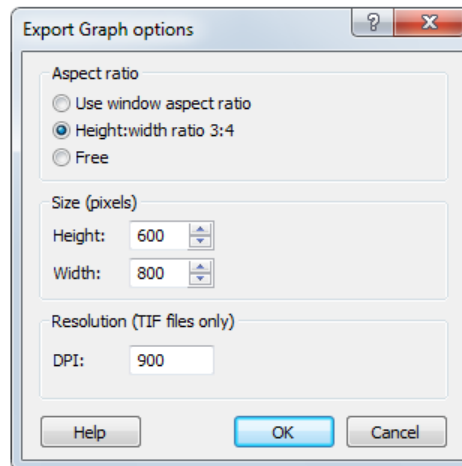 Export Graph options
?
X
Aspect ratio
Use window aspect ratio
Height:width ratio 3:4
Free
Size (pixels)
Height: 600
Width: 800
Resolution (TIF files only)
DPI: 900
Help OK Cancel